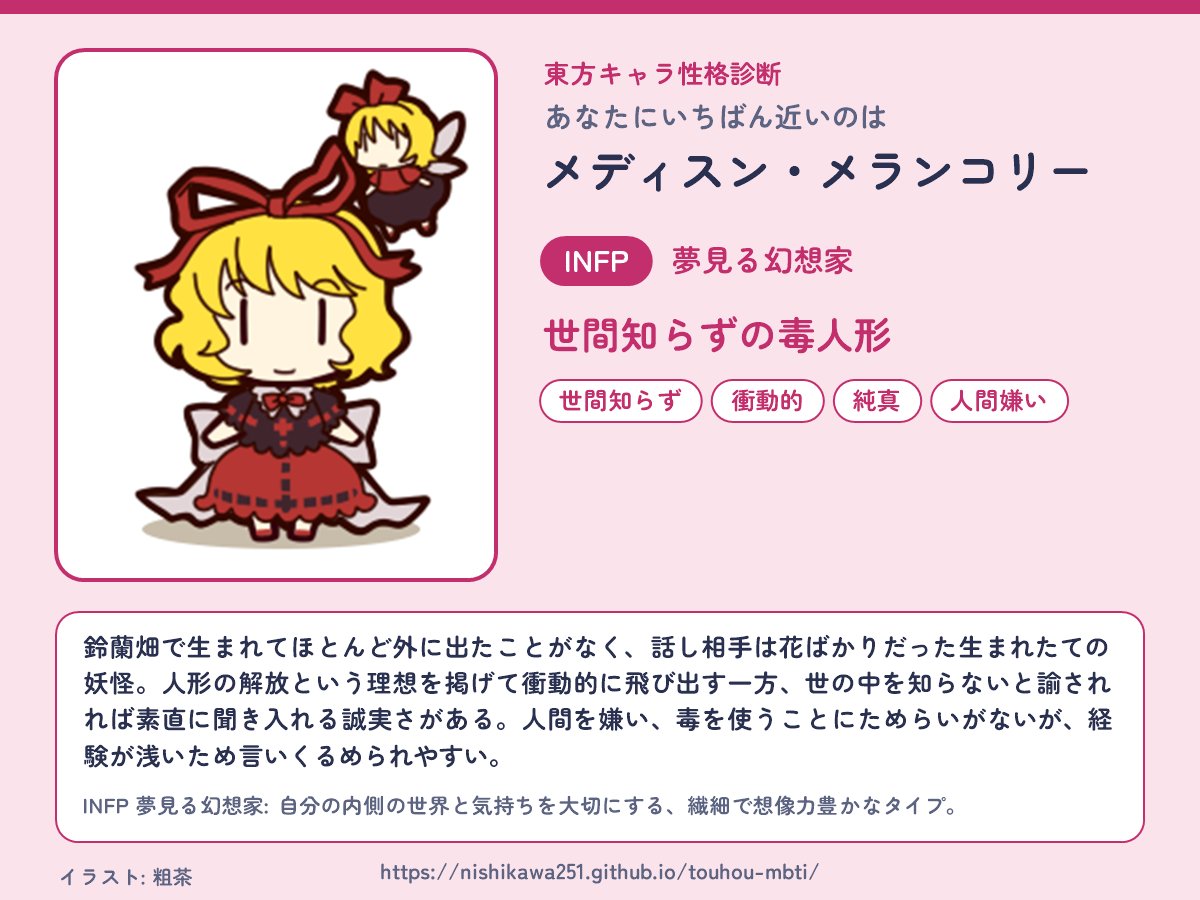 東方キャラ性格診断
あなたにいちばん近いのは
メディスン・メランコリー
INFP 夢見る幻想家
世間知らずの毒人形
世間知らず 衝動的 純真 人間嫌い
鈴蘭畑で生まれてほとんど外に出たことがなく、話し相手は花ばかりだった生まれたての
妖怪。人形の解放という理想を掲げて衝動的に飛び出す一方、世の中を知らないと諭され
れば素直に聞き入れる誠実さがある。人間を嫌い、毒を使うことにためらいがないが、経
験が浅いため言いくるめられやすい。
INFP 夢見る幻想家: 自分の内側の世界と気持ちを大切にする、繊細で想像力豊かなタイプ。
イラスト: 粗茶
https://nishikawa251.github.io/touhou-mbti/